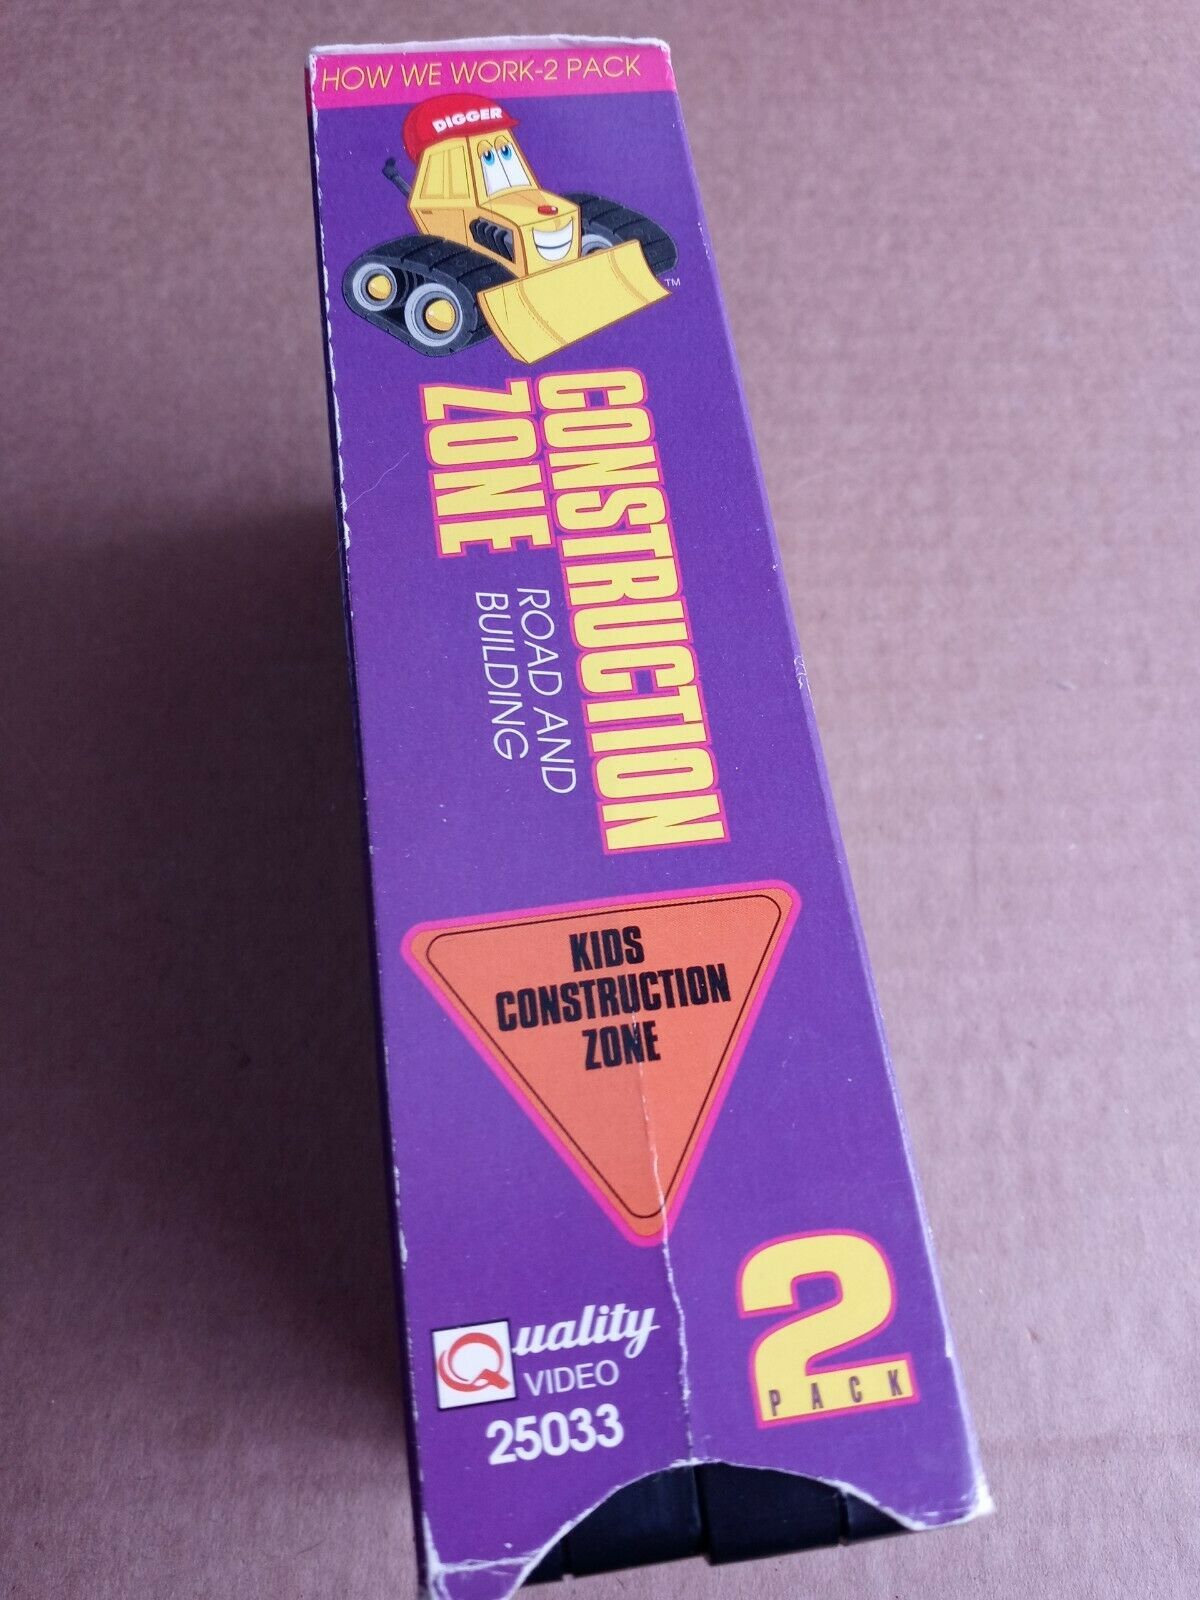 HOW WE WORK-2 PACK
DIGGER
TM
CONSTRUCTION
ZONE
ROAD AND
BUILDING
KIDS
CONSTRUCTION
ZONE
Quality
VIDEO
25033
2
PACK